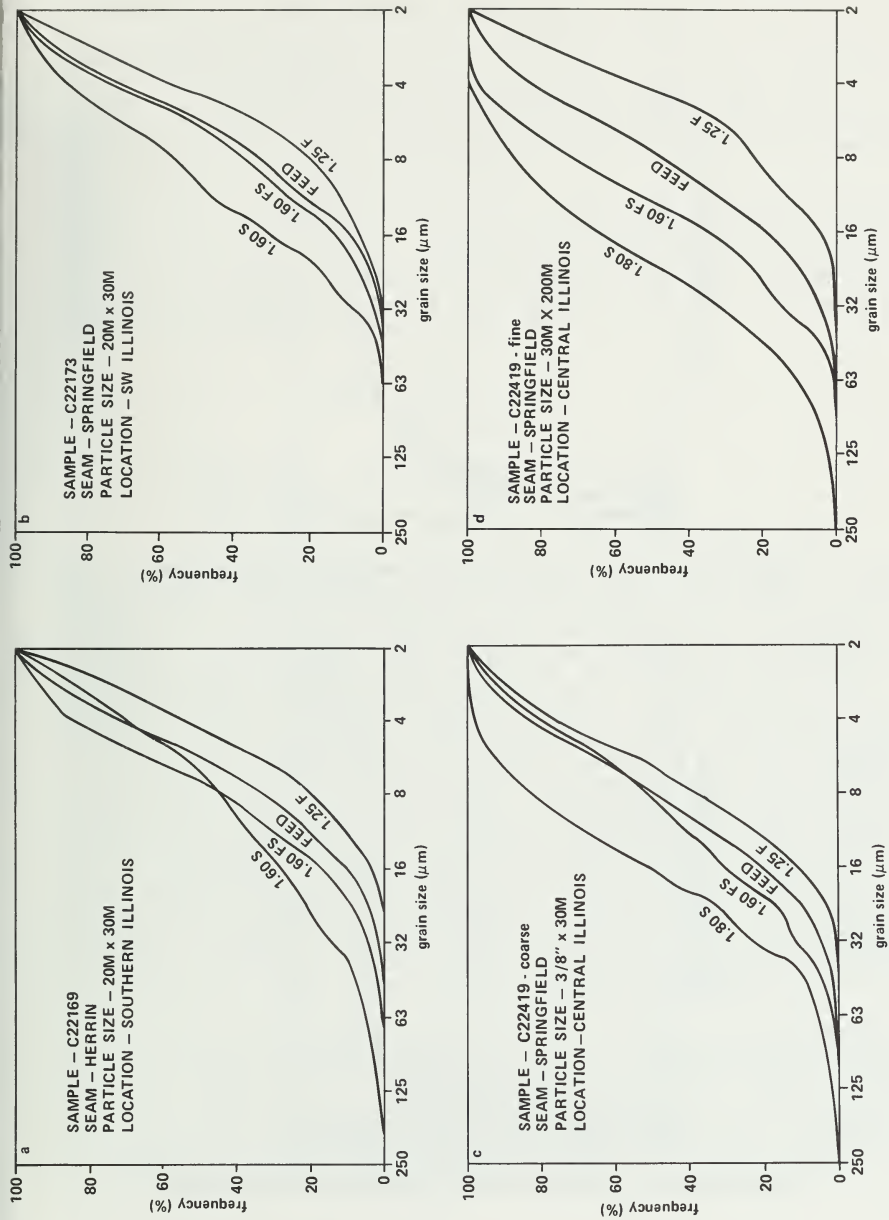 a
SAMPLE – C22169
SEAM – HERRIN
PARTICLE SIZE – 20M x 30M
LOCATION – SOUTHERN ILLINOIS
frequency (%)
100
80
60
40
20
0
1.60 S
1.60 FS
FEED
1.25 F
250
125
63
32
16
8
4
2
grain size (μm)
b
SAMPLE – C22173
SEAM – SPRINGFIELD
PARTICLE SIZE – 20M x 30M
LOCATION – SW ILLINOIS
frequency (%)
100
80
60
40
20
0
1.60 S
1.60 FS
FEED
1.25 F
250
125
63
32
16
8
4
2
grain size (μm)
c
SAMPLE – C22419 - coarse
SEAM – SPRINGFIELD
PARTICLE SIZE – 3/8" x 30M
LOCATION – CENTRAL ILLINOIS
frequency (%)
100
80
60
40
20
0
1.80 S
1.60 FS
FEED
1.25 F
250
125
63
32
16
8
4
2
grain size (μm)
d
SAMPLE – C22419 - fine
SEAM – SPRINGFIELD
PARTICLE SIZE – 30M X 200M
LOCATION – CENTRAL ILLINOIS
frequency (%)
100
80
60
40
20
0
1.80 S
1.60 FS
FEED
1.25 F
250
125
63
32
16
8
4
2
grain size (μm)